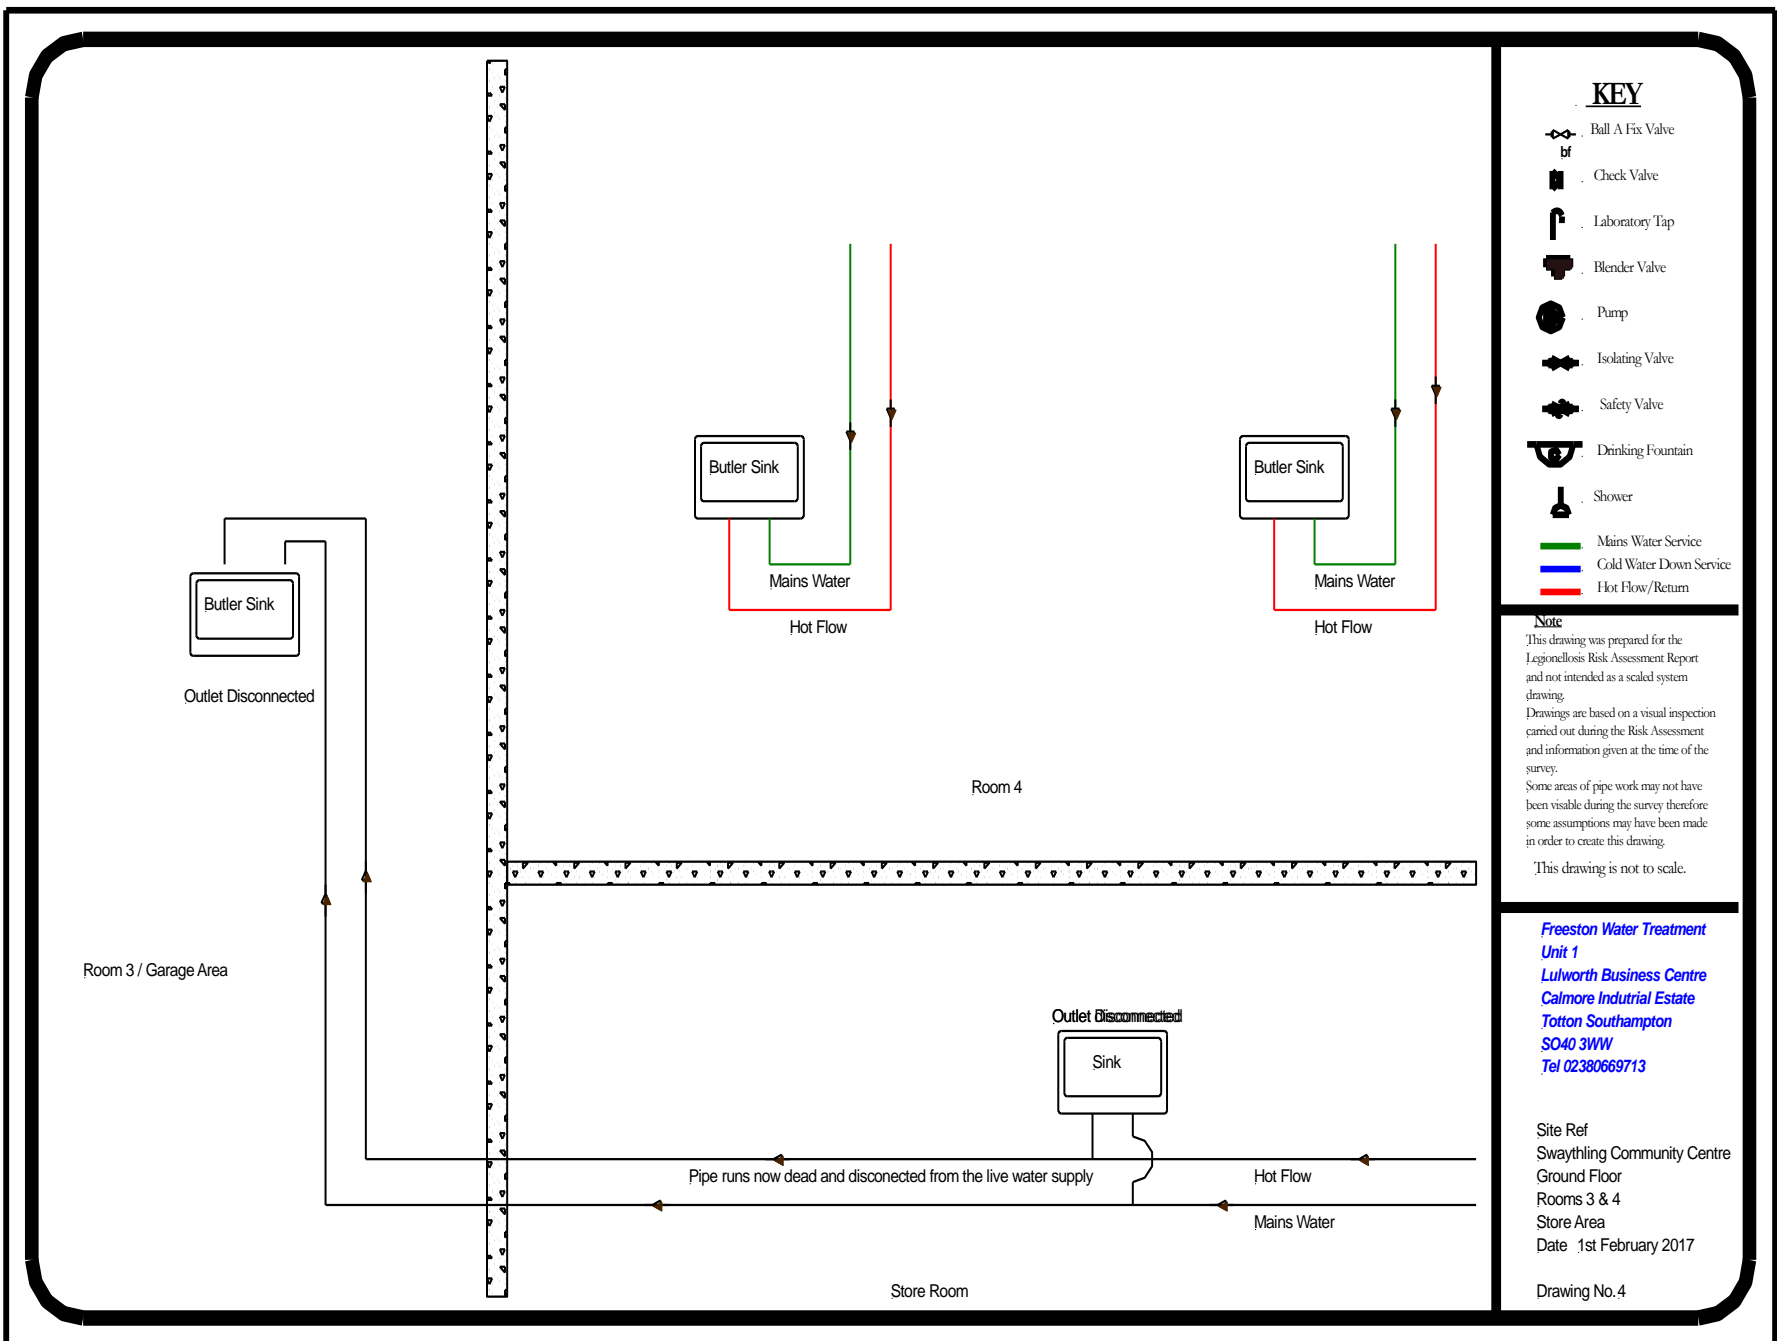 KEY
Ball A Fix Valve
bf
Check Valve
Laboratory Tap
Blender Valve
Pump
Isolating Valve
Safety Valve
Drinking Fountain
Shower
Mains Water Service
Cold Water Down Service
Hot Flow/Return
Note
This drawing was prepared for the
Legionellosis Risk Assessment Report
and not intended as a scaled system
drawing.
Drawings are based on a visual inspection
carried out during the Risk Assessment
and information given at the time of the
survey.
Some areas of pipe work may not have
been visable during the survey therefore
some assumptions may have been made
in order to create this drawing.
This drawing is not to scale.
Freeston Water Treatment
Unit 1
Lulworth Business Centre
Calmore Indutrial Estate
Totton Southampton
SO40 3WW
Tel 02380669713
Site Ref
Swaythling Community Centre
Ground Floor
Rooms 3 & 4
Store Area
Date 1st February 2017
Drawing No.4
Butler Sink
Mains Water
Hot Flow
Butler Sink
Mains Water
Hot Flow
Butler Sink
Outlet Disconnected
Room 4
Room 3 / Garage Area
Outlet Disconnected
Sink
Pipe runs now dead and disconected from the live water supply
Hot Flow
Mains Water
Store Room